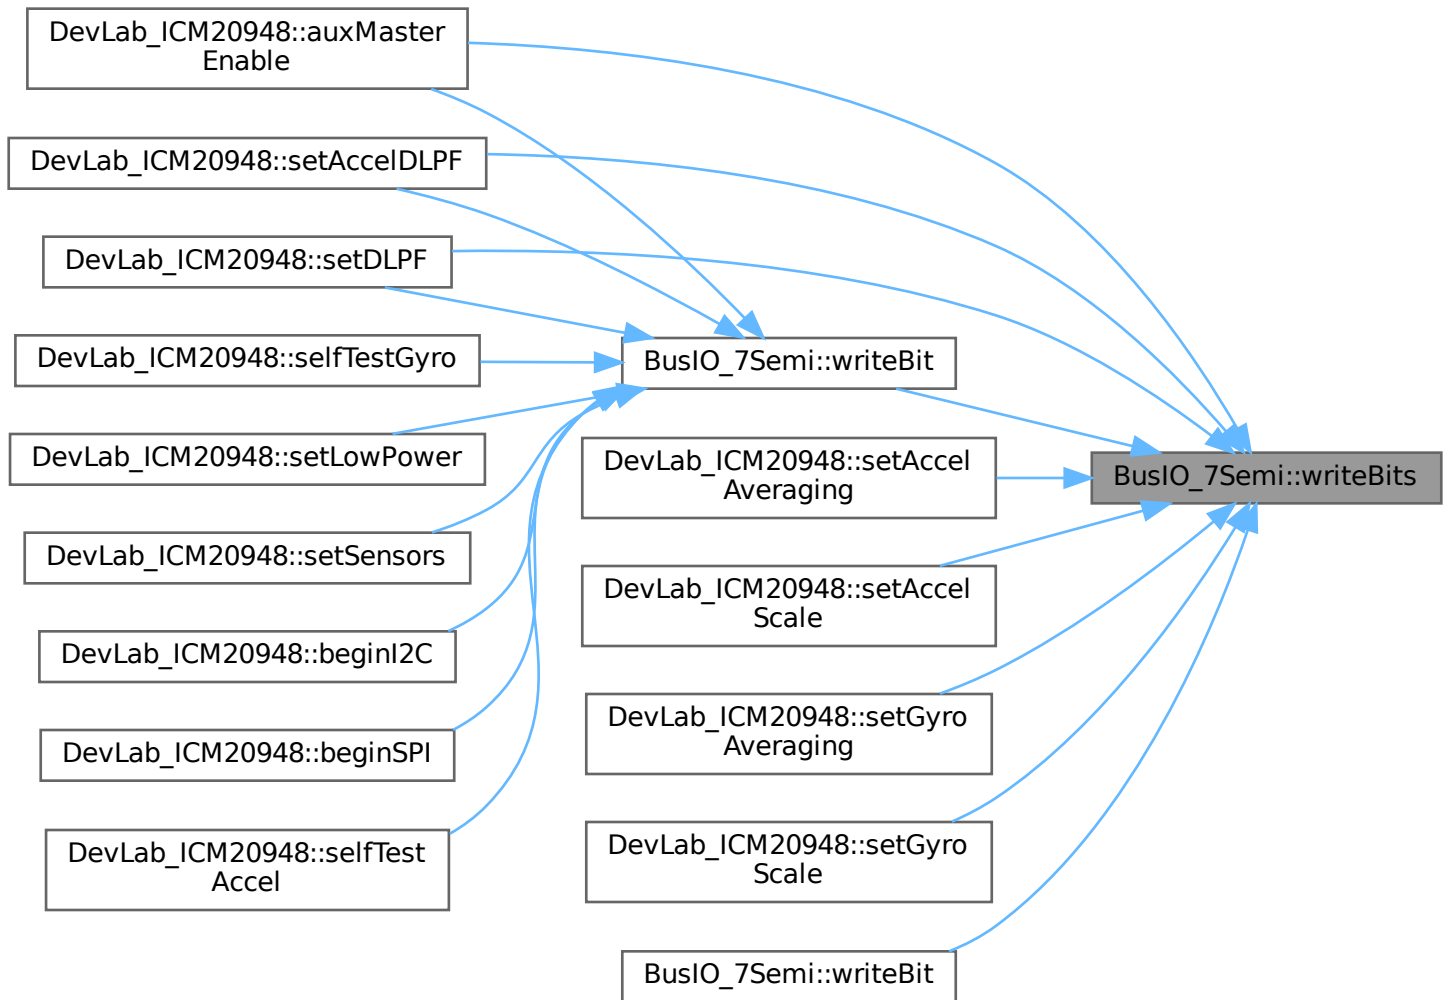 DevLab_ICM20948::auxMaster
Enable
DevLab_ICM20948::setAccelDLPF
DevLab_ICM20948::setDLPF
DevLab_ICM20948::selfTestGyro
DevLab_ICM20948::setLowPower
DevLab_ICM20948::setSensors
DevLab_ICM20948::beginI2C
DevLab_ICM20948::beginSPI
DevLab_ICM20948::selfTest
Accel
BusIO_7Semi::writeBit
DevLab_ICM20948::setAccel
Averaging
DevLab_ICM20948::setAccel
Scale
DevLab_ICM20948::setGyro
Averaging
DevLab_ICM20948::setGyro
Scale
BusIO_7Semi::writeBit
BusIO_7Semi::writeBits